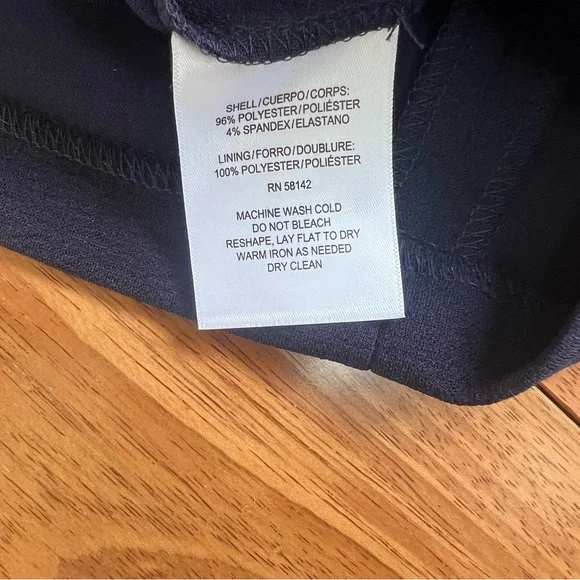 SHELL/CUERPO/CORPS:
96% POLYESTER/POLIÉSTER
4% SPANDEX/ELASTANO
LINING/FORRO/DOUBLURE:
100% POLYESTER/POLIÉSTER
RN 58142
MACHINE WASH COLD
DO NOT BLEACH
RESHAPE, LAY FLAT TO DRY
WARM IRON AS NEEDED
DRY CLEAN